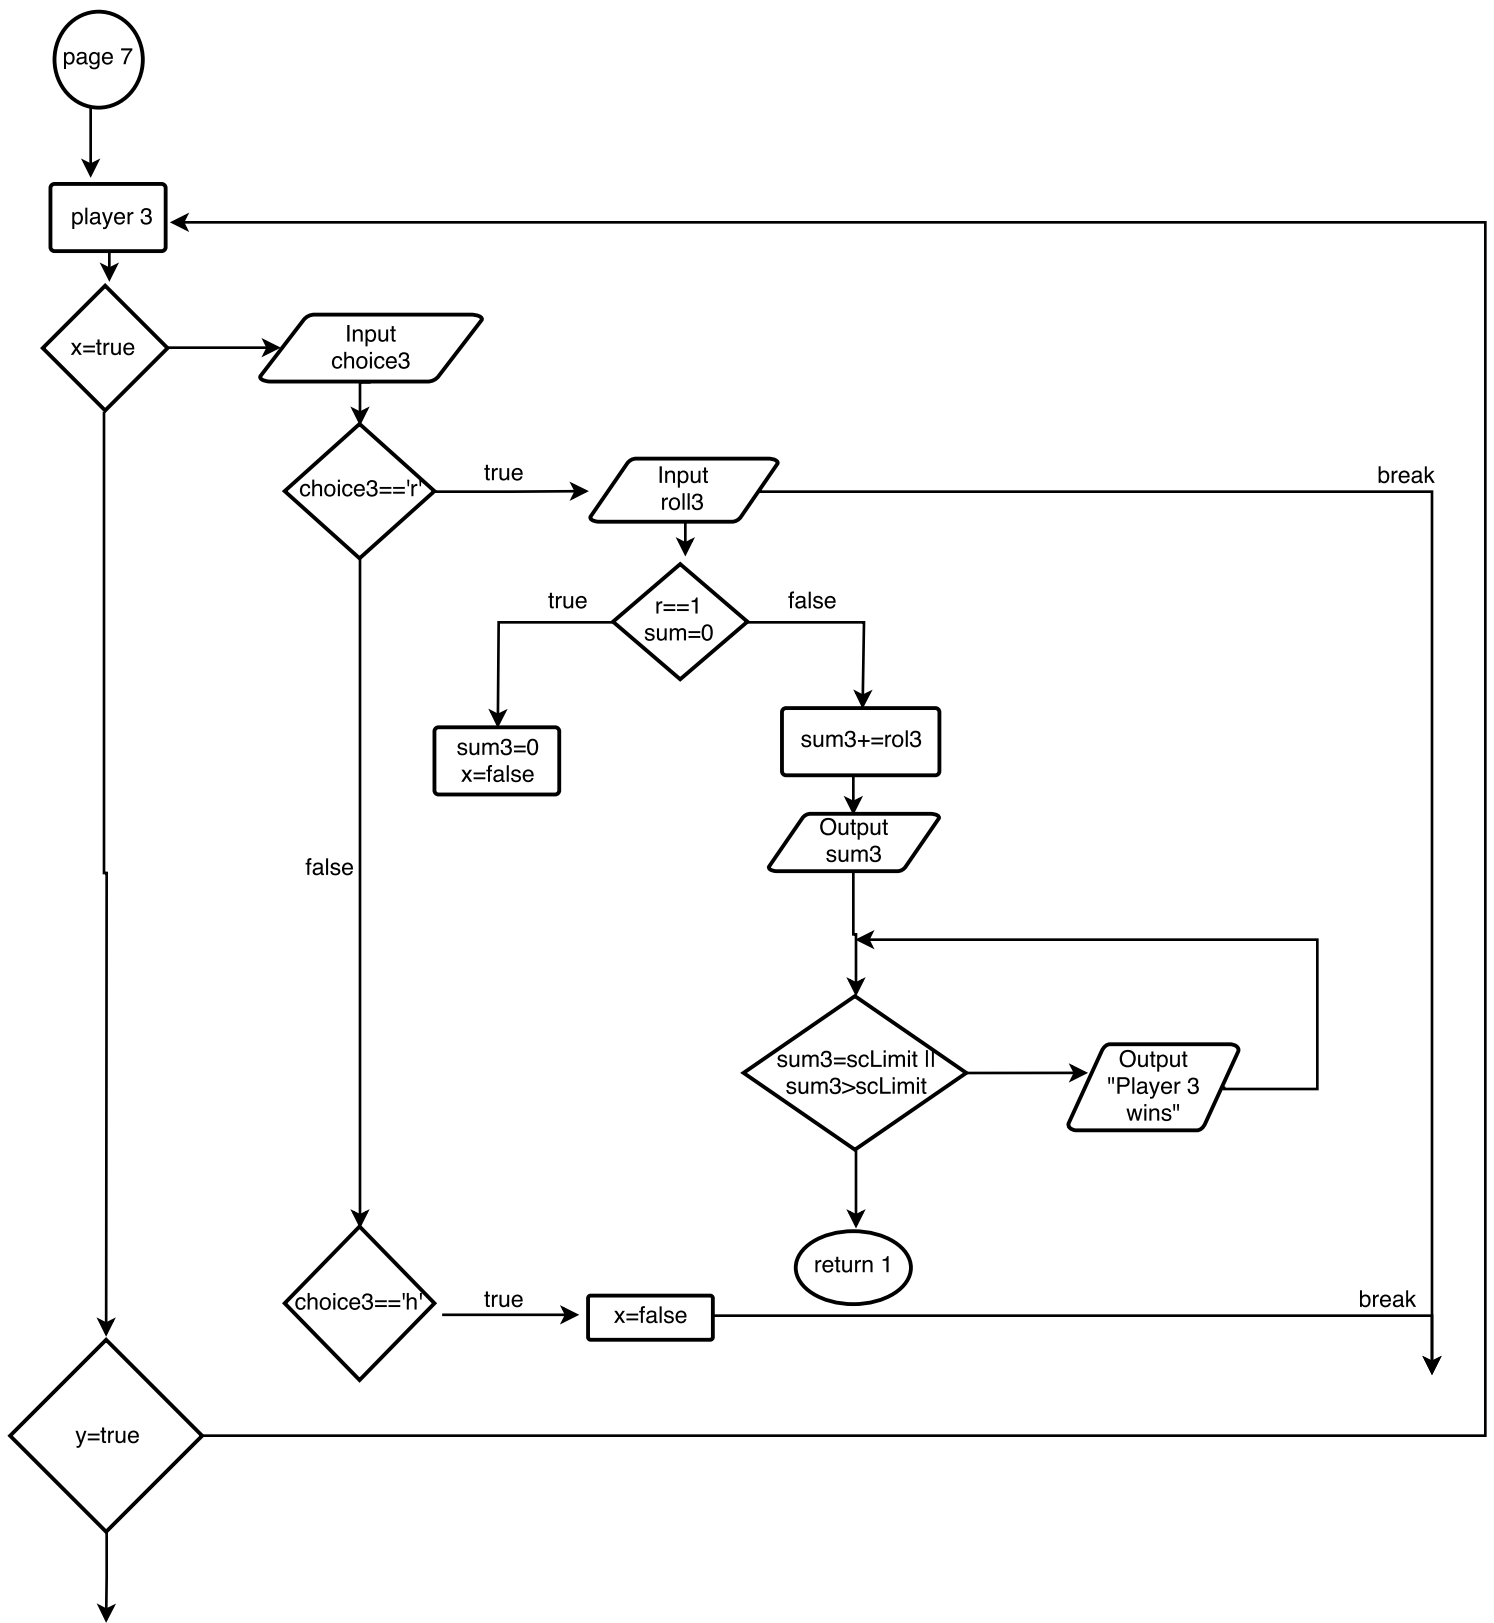 page 7
player 3
x=true
Input
choice3
choice3=='r'
true
Input
roll3
break
true
r==1
sum=0
false
sum3=0
x=false
sum3+=rol3
Output
sum3
false
sum3=scLimit ||
sum3>scLimit
Output
"Player 3
wins"
return 1
choice3=='h'
true
x=false
break
y=true